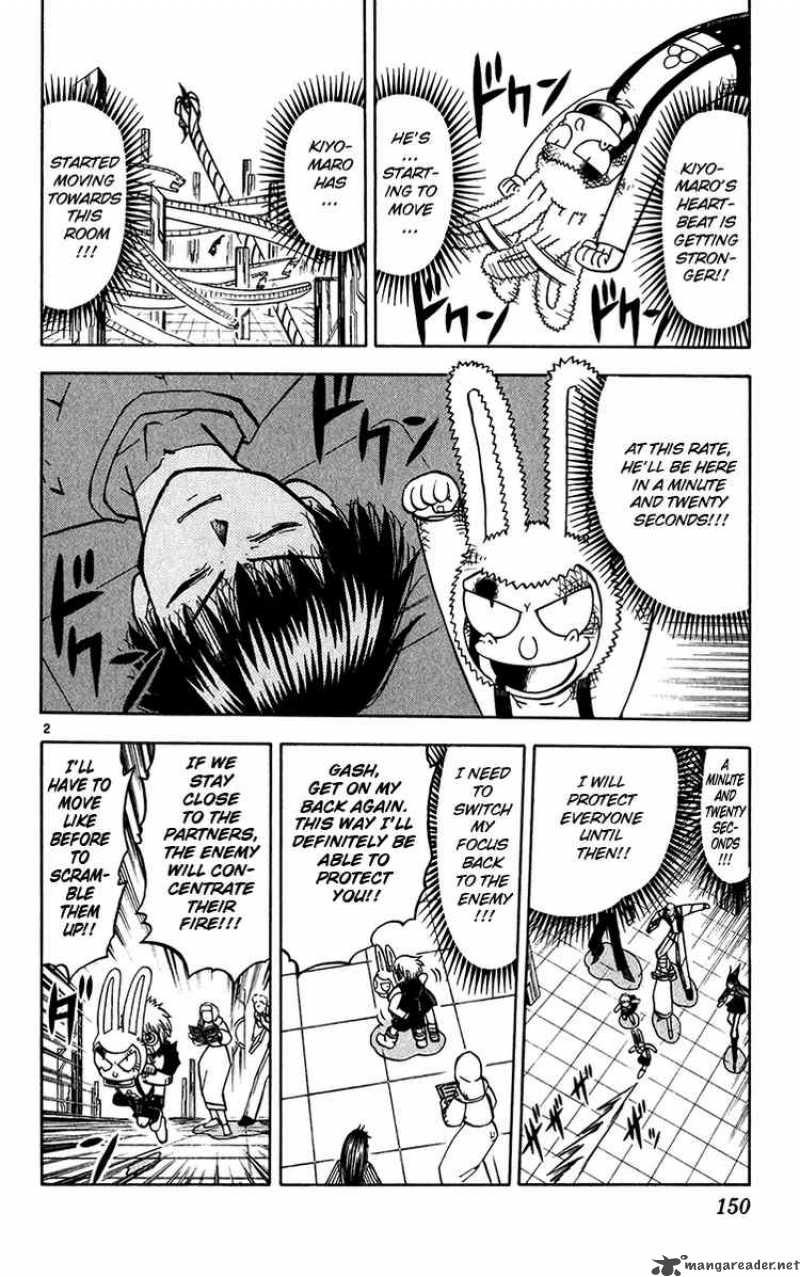 KIYO-
MARO'S
HEART-
BEAT IS
GETTING
STRON-
GER!!
ドクン
HE'S
...
START-
ING TO
MOVE
...
ドクン
ドクン
KIYO-
MARO
HAS
...
STARTED
MOVING
TOWARDS
THIS
ROOM
!!!
AT THIS RATE,
HE'LL BE HERE
IN A MINUTE
AND TWENTY
SECONDS!!!
ドクン
ドクン
2
A
MINUTE
AND
TWENTY
SEC-
ONDS
!!!
I WILL
PROTECT
EVERYONE
UNTIL
THEN!!
ザ
ザ
ザ
I NEED
TO
SWITCH
MY
FOCUS
BACK
TO THE
ENEMY
!!!
GASH,
GET ON MY
BACK AGAIN.
THIS WAY I'LL
DEFINITELY BE
ABLE TO
PROTECT
YOU!!
IF WE
STAY
CLOSE
TO THE
PARTNERS,
THE ENEMY
WILL CON-
CENTRATE
THEIR
FIRE!!!
I'LL
HAVE TO
MOVE
LIKE
BEFORE
TO
SCRAM-
BLE
THEM
UP!!
ダッ
150
mangareader.net